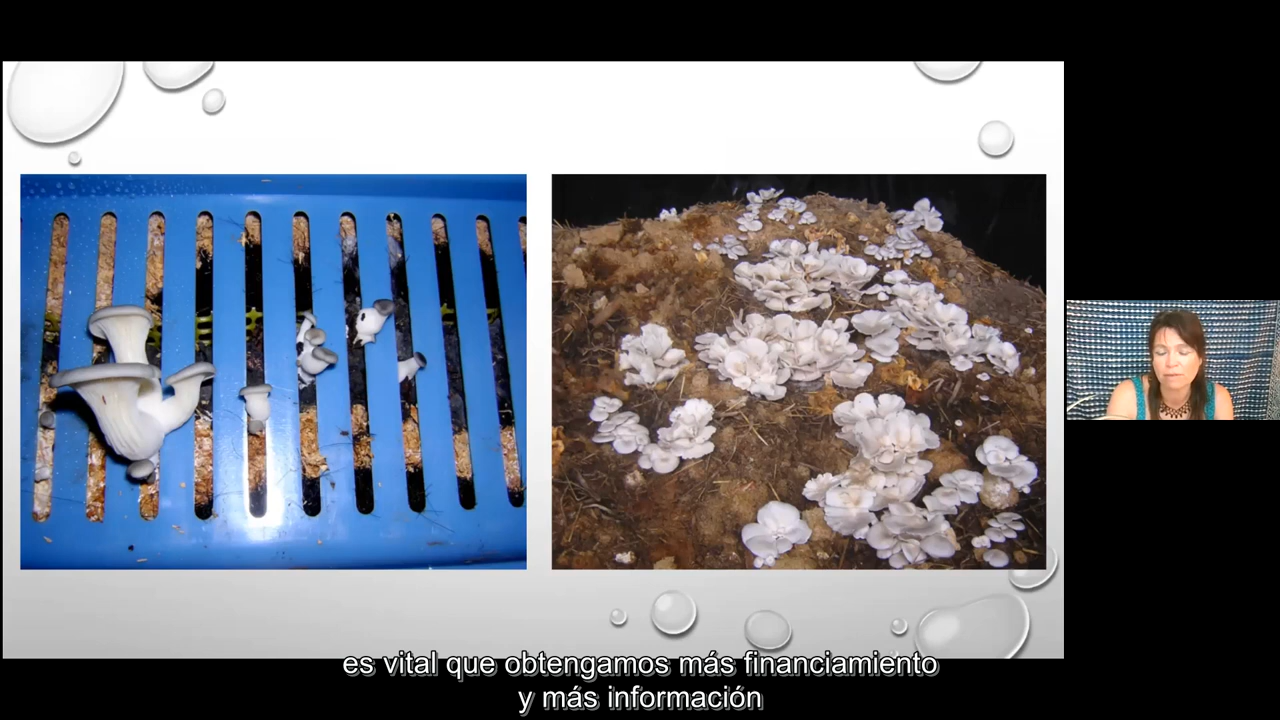 es vital que obtengamos más financiamiento
y más información